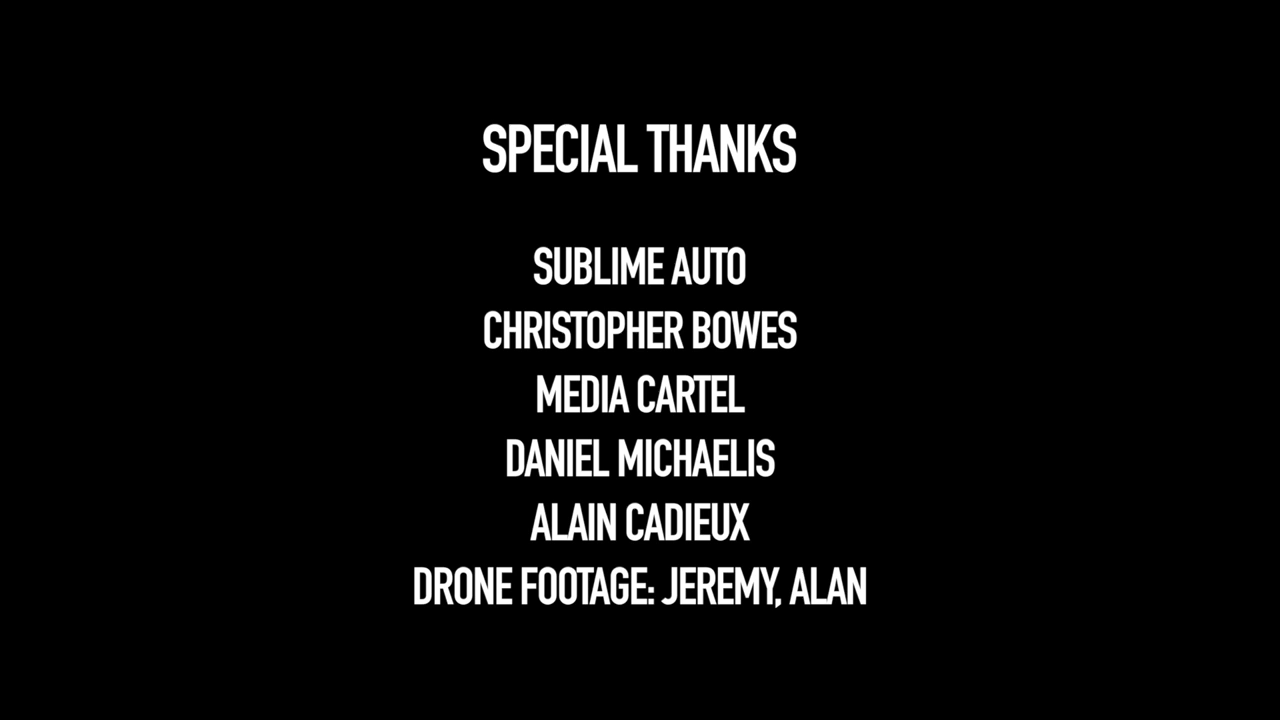 SPECIAL THANKS
SUBLIME AUTO
CHRISTOPHER BOWES
MEDIA CARTEL
DANIEL MICHAELIS
ALAIN CADIEUX
DRONE FOOTAGE: JEREMY, ALAN